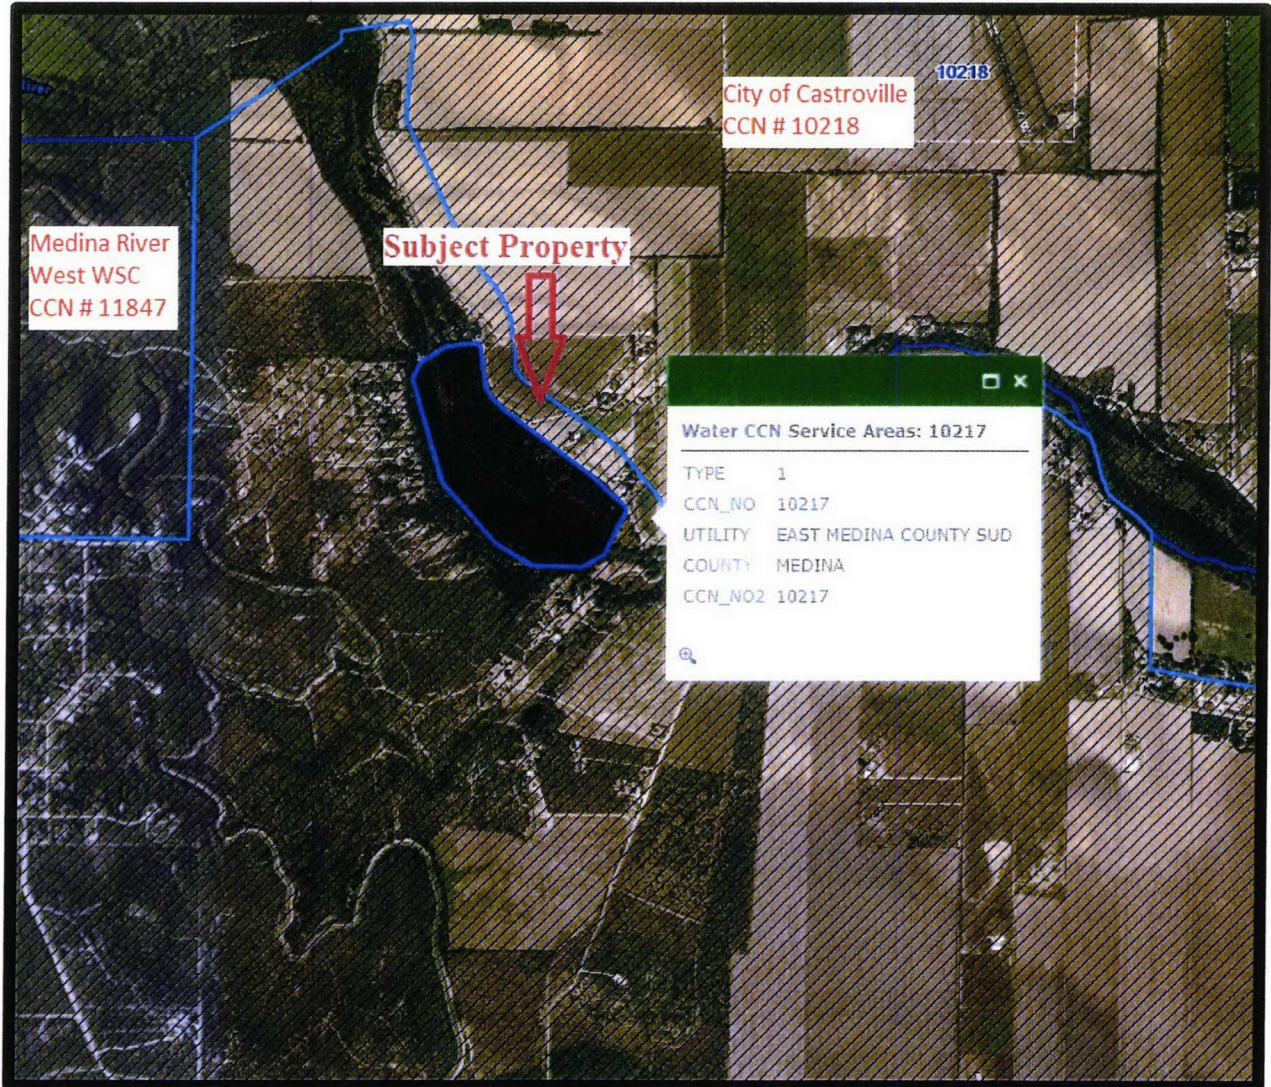 10218
City of Castroville
CCN # 10218
Medina River
West WSC
CCN # 11847
Subject Property
Water CCN Service Areas: 10217
TYPE 1
CCN_NO 10217
UTILITY EAST MEDINA COUNTY SUD
COUNTY MEDINA
CCN_NO2 10217